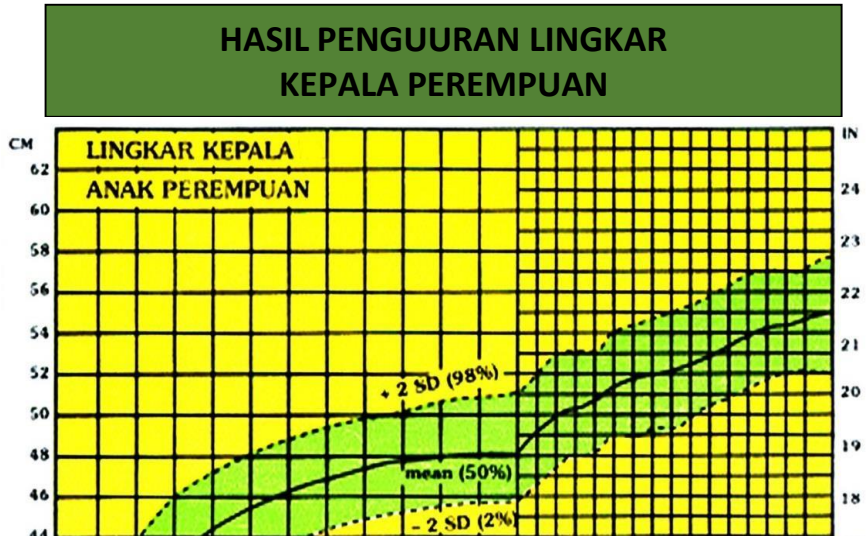 HASIL PENGUURAN LINGKAR
KEPALA PEREMPUAN
CM
IN
LINGKAR KEPALA
ANAK PEREMPUAN
62
60
58
56
54
52
50
48
46
44
24
23
22
21
20
19
18
+ 2 SD (98%)
mean (50%)
- 2 SD (2%)